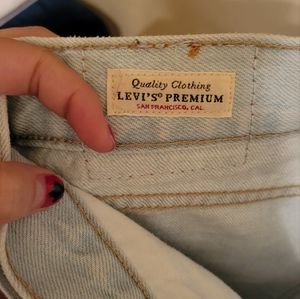 Quality Clothing
LEVI'S® PREMIUM
SAN FRANCISCO, CAL.